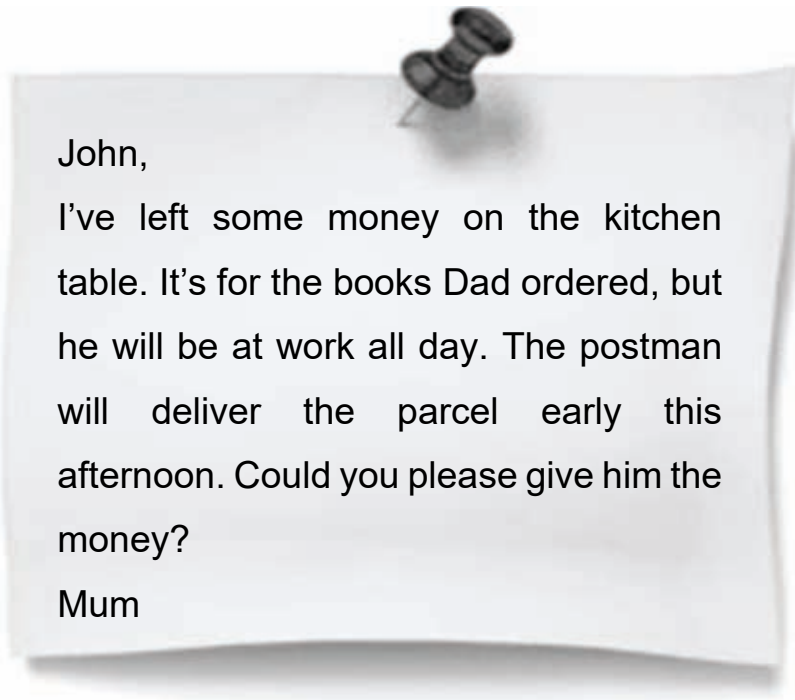 John,
I’ve left some money on the kitchen
table. It’s for the books Dad ordered, but
he will be at work all day. The postman
will deliver the parcel early this
afternoon. Could you please give him the
money?
Mum